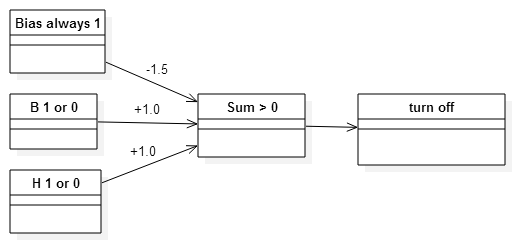 Bias always 1
-1.5
B 1 or 0
+1.0
Sum > 0
turn off
+1.0
H 1 or 0